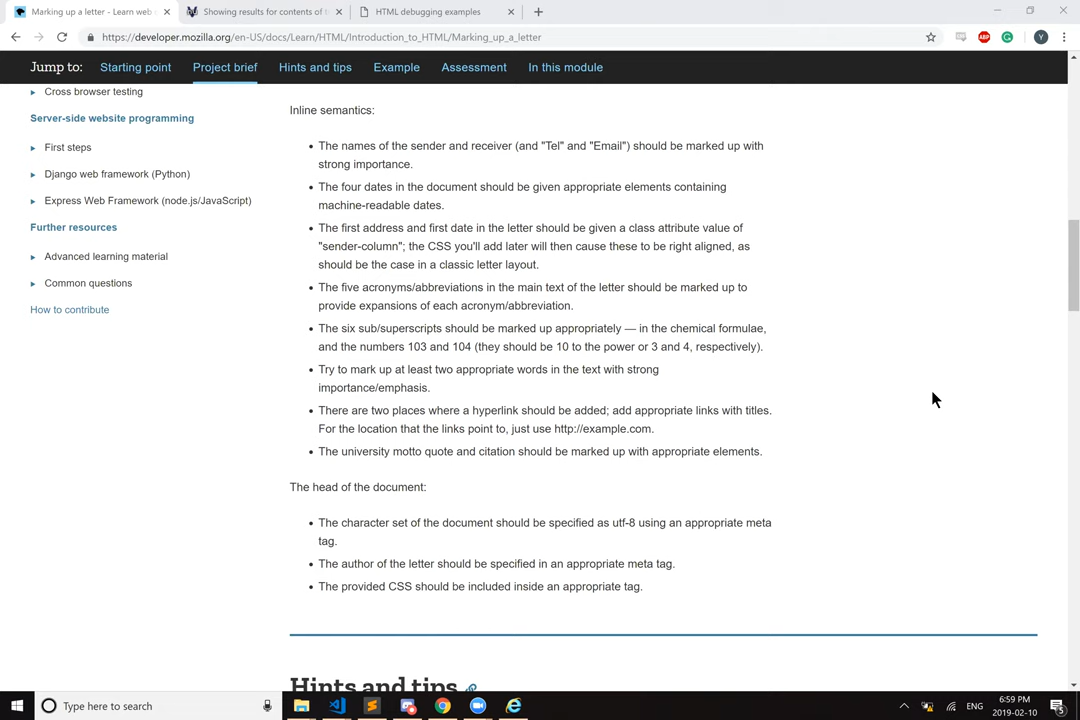 Marking up a letter - Learn web
Showing results for contents of
HTML debugging examples
https://developer.mozilla.org/en-US/docs/Learn/HTML/Introduction_to_HTML/Marking_up_a_letter
ABP
Y
Jump to: Starting point Project brief Hints and tips Example Assessment In this module
Cross browser testing
Server-side website programming
First steps
Django web framework (Python)
Express Web Framework (node.js/JavaScript)
Further resources
Advanced learning material
Common questions
How to contribute
Inline semantics:
• The names of the sender and receiver (and "Tel" and "Email") should be marked up with
strong importance.
• The four dates in the document should be given appropriate elements containing
machine-readable dates.
• The first address and first date in the letter should be given a class attribute value of
"sender-column"; the CSS you'll add later will then cause these to be right aligned, as
should be the case in a classic letter layout.
• The five acronyms/abbreviations in the main text of the letter should be marked up to
provide expansions of each acronym/abbreviation.
• The six sub/superscripts should be marked up appropriately — in the chemical formulae,
and the numbers 103 and 104 (they should be 10 to the power or 3 and 4, respectively).
• Try to mark up at least two appropriate words in the text with strong
importance/emphasis.
• There are two places where a hyperlink should be added; add appropriate links with titles.
For the location that the links point to, just use http://example.com.
• The university motto quote and citation should be marked up with appropriate elements.
The head of the document:
• The character set of the document should be specified as utf-8 using an appropriate meta
tag.
• The author of the letter should be specified in an appropriate meta tag.
• The provided CSS should be included inside an appropriate tag.
Hints and tips
Type here to search
ENG
6:59 PM
2019-02-10
5